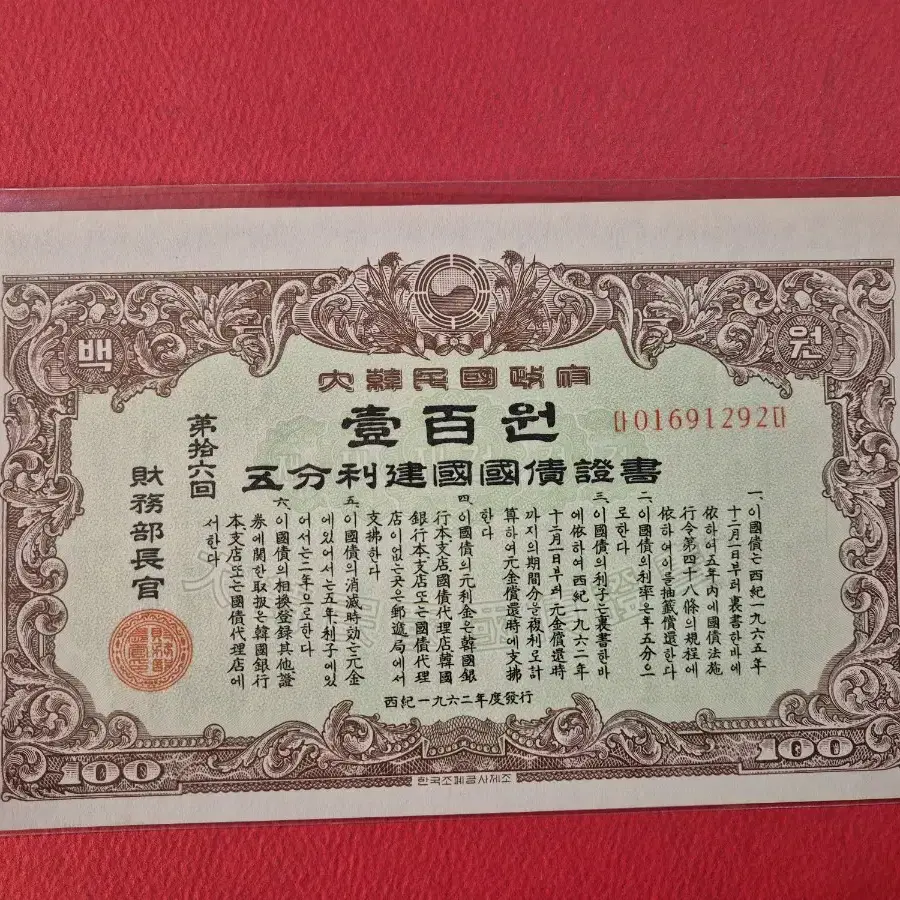 백
원
大韓民國政府
壹百원
다01691292다
五分利建國國債證書
第拾六回
一、이國債는西紀一九六五年
十二月一日부터裏書한바에
依하여五年內에國債法施
行令第四十八條의規程에
依하여이를抽籤償還한다
二、이國債의利率은年五分으
로한다
三、이國債의利子는裏書한바
에依하여西紀一九六二年
十二月一日부터元金償還時
까지의期間分을複利로計
算하여元金償還時에支拂
한다
四、이國債의元利金은韓國銀
行本支店國債代理店韓國
銀行本支店또는國債代理
店이없는곳은郵遞局에서
支拂한다
五、이國債의消滅時効는元金
에있어서는五年利子에있
어서는二年으로한다
六、이國債의相換登錄其他證
券에關한取扱은韓國銀行
本、支店또는國債代理店에
서한다
財務部長官
西紀一九六二年度發行
100
100
한국조폐공사제조